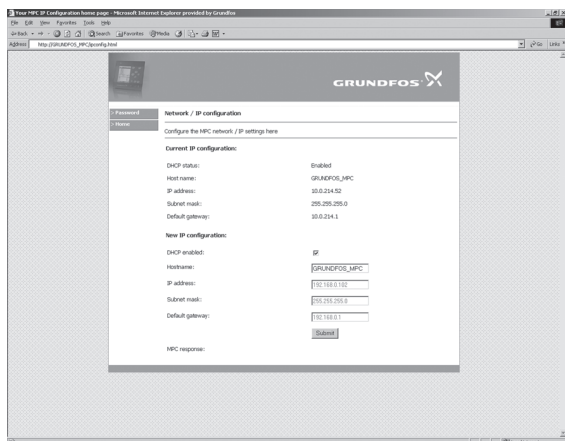 Your MPC IP Configuration home page - Microsoft Internet Explorer provided by Grundfos
File Edit View Favorites Tools Help
Back Search Favorites Media
Address http://GRUNDFOS_MPC/ipconfig.html Go Links
GRUNDFOS
> Password
> Home
Network / IP configuration
Configure the MPC network / IP settings here
Current IP configuration:
DHCP status: Enabled
Host name: GRUNDFOS_MPC
IP address: 10.0.214.52
Subnet mask: 255.255.255.0
Default gateway: 10.0.214.1
New IP configuration:
DHCP enabled:
Hostname: GRUNDFOS_MPC
IP address: 192.168.0.102
Subnet mask: 255.255.255.0
Default gateway: 192.168.0.1
Submit
MPC response: